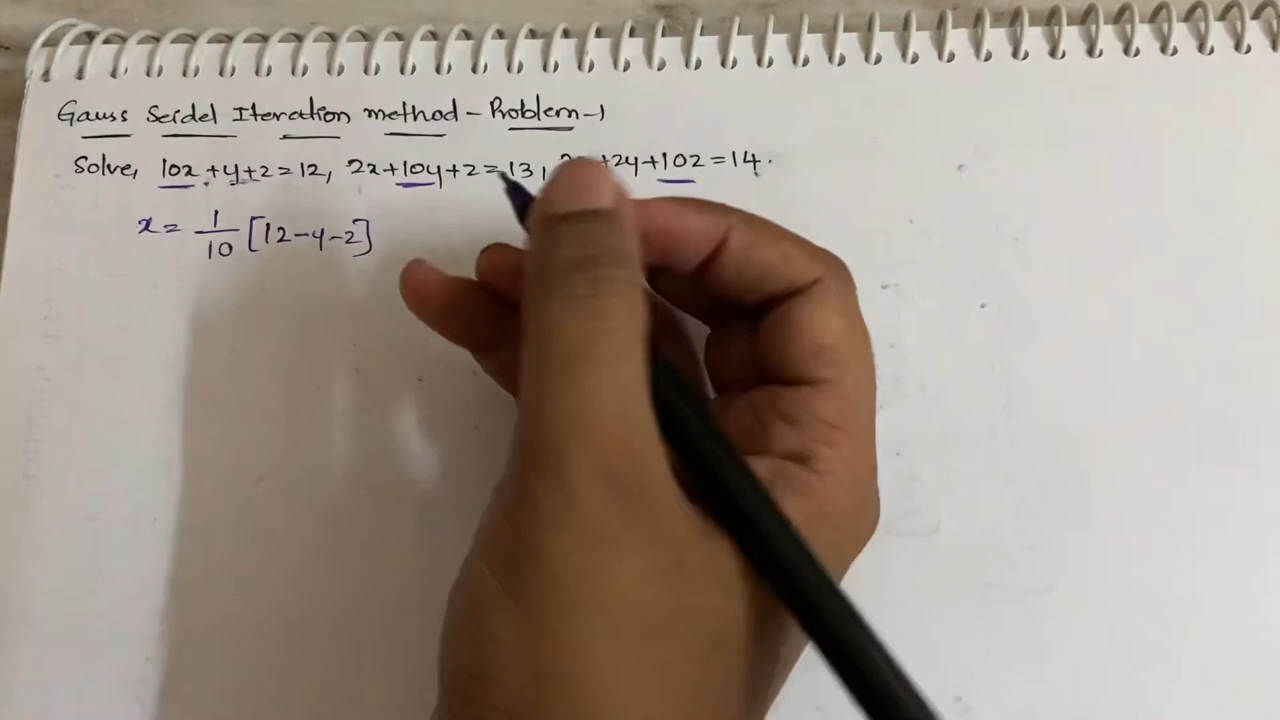 Gauss Seidel Iteration method - Problem - 1
Solve, 10x + y + z = 12, 2x + 10y + z = 13, + 2y + 10z = 14.
x = 1/10 [12 - y - z]